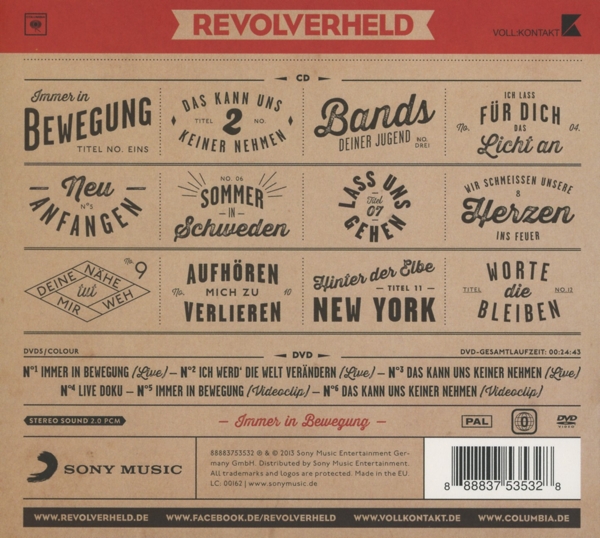 REVOLVERHELD
COLUMBIA
VOLL:KONTAKT
CD
Immer in
BEWEGUNG
TITEL NO. EINS
DAS KANN UNS
TITEL 2 NO.
KEINER NEHMEN
Bands
DEINER JUGEND
NO. DREI
ICH LASS
FÜR DICH
No. DAS 04.
Licht an
Neu
N°5
ANFANGEN
NO. 06
SOMMER
IN
Schweden
LASS UNS
Titel
07
GEHEN
WIR SCHMEISSEN UNSERE
8
Herzen
INS FEUER
No 9
DEINE NÄHE
tut
MIR WEH
AUFHÖREN
No. MICH ZU 10
VERLIEREN
Hinter der Elbe
TITEL 11
NEW YORK
WORTE
TITEL die NO.12
BLEIBEN
DVD5/COLOUR
DVD
DVD-GESAMTLAUFZEIT: 00:24:43
N°1 IMMER IN BEWEGUNG (Live) – N°2 ICH WERD' DIE WELT VERÄNDERN (Live) – N°3 DAS KANN UNS KEINER NEHMEN (Live)
N°4 LIVE DOKU – N°5 IMMER IN BEWEGUNG (Videoclip) – N°6 DAS KANN UNS KEINER NEHMEN (Videoclip)
STEREO SOUND 2,0 PCM
– Immer in Bewegung –
PAL
0
DVD
VIDEO
SONY MUSIC
88883753532 ℗ & © 2013 Sony Music Entertainment Ger-
many GmbH. Distributed by Sony Music Entertainment.
All trademarks and logos are protected. Made in the EU.
LC: 00162 | www.sonymusic.de
8 88837 53532 8
WWW.REVOLVERHELD.DE
WWW.FACEBOOK.DE/REVOLVERHELD
WWW.VOLLKONTAKT.DE
WWW.COLUMBIA.DE